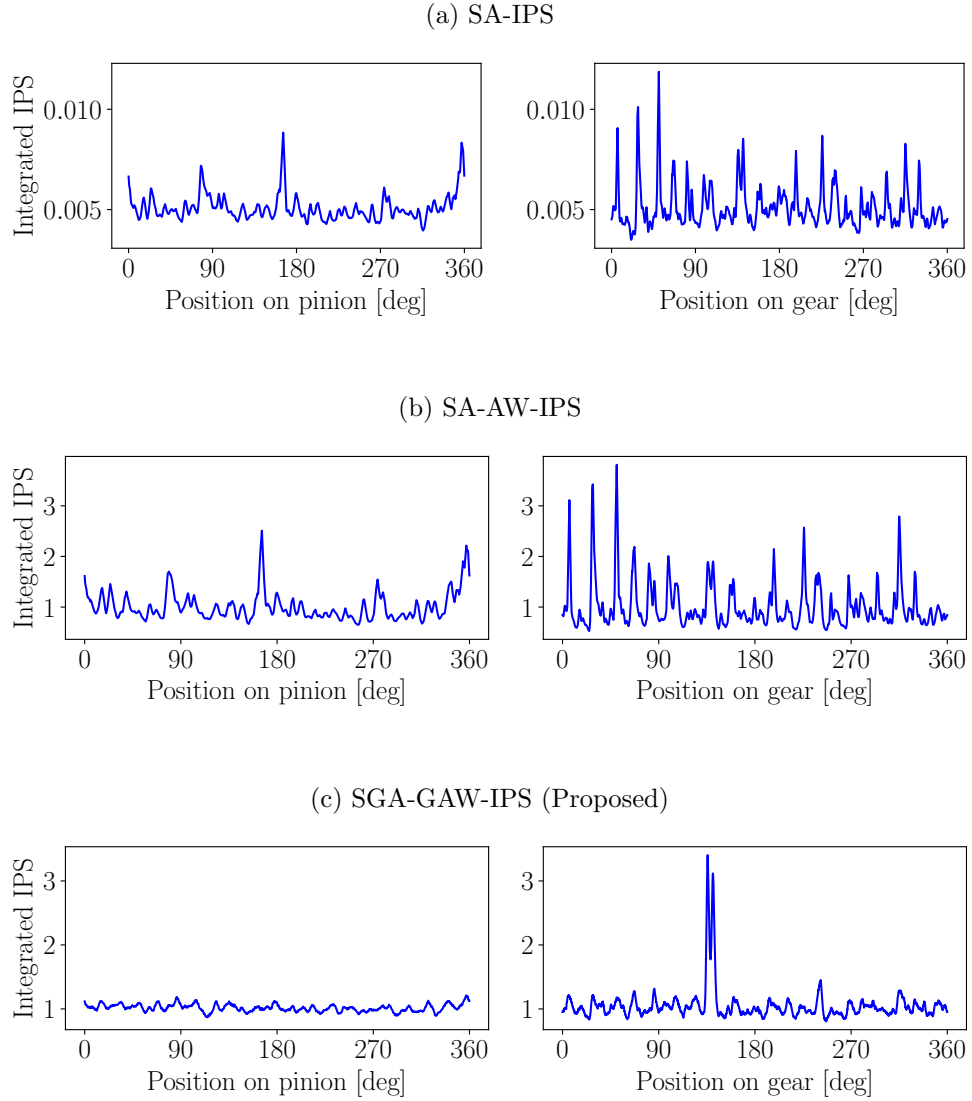 (a) SA-IPS
Integrated IPS
0.010
0.005
0 90 180 270 360
Position on pinion [deg]
0.010
0.005
0 90 180 270 360
Position on gear [deg]
(b) SA-AW-IPS
Integrated IPS
3
2
1
0 90 180 270 360
Position on pinion [deg]
3
2
1
0 90 180 270 360
Position on gear [deg]
(c) SGA-GAW-IPS (Proposed)
Integrated IPS
3
2
1
0 90 180 270 360
Position on pinion [deg]
3
2
1
0 90 180 270 360
Position on gear [deg]